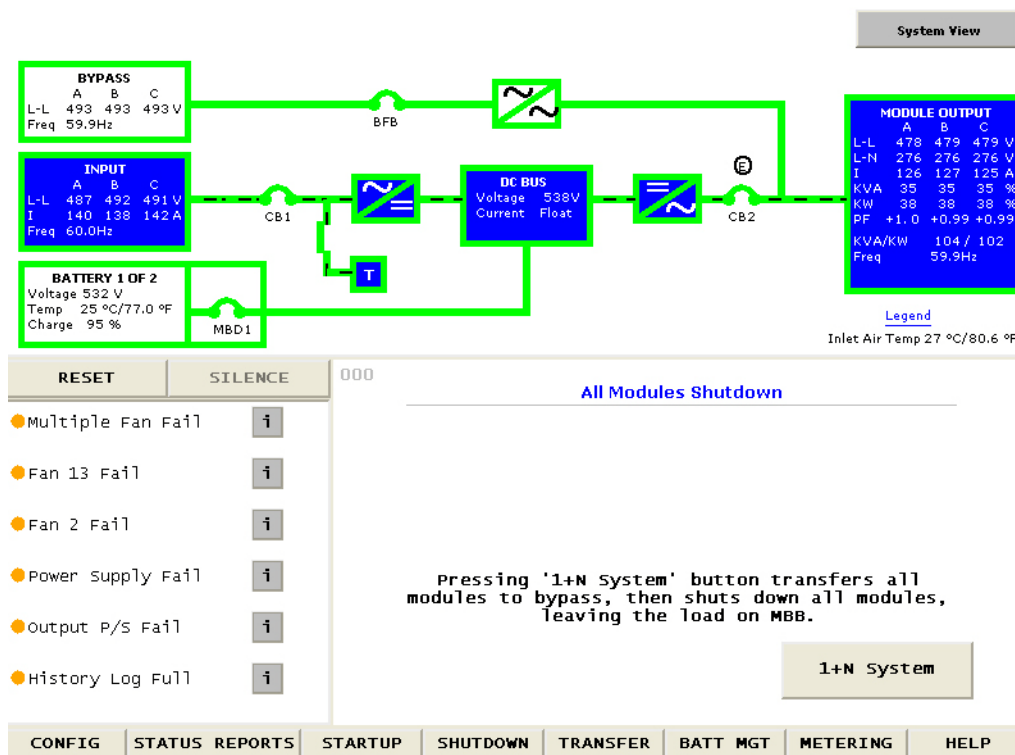 System View
BYPASS
A B C
L-L 493 493 493 V
Freq 59.9Hz
BFB
MODULE OUTPUT
A B C
L-L 478 479 479 V
L-N 276 276 276 V
I 126 127 125 A
KVA 35 35 35 %
KW 38 38 38 %
PF +1.0 +0.99 +0.99
KVA/KW 104 / 102
Freq 59.9Hz
INPUT
A B C
L-L 487 492 491 V
I 140 138 142 A
Freq 60.0Hz
CB1
DC BUS
Voltage 538V
Current Float
E
CB2
T
BATTERY 1 OF 2
Voltage 532 V
Temp 25 ºC/77.0 ºF
Charge 95 %
MBD1
Legend
Inlet Air Temp 27 ºC/80.6 ºF
RESET SILENCE
000
All Modules Shutdown
Multiple Fan Fail i
Fan 13 Fail i
Fan 2 Fail i
Power Supply Fail i
Output P/S Fail i
History Log Full i
Pressing '1+N System' button transfers all
modules to bypass, then shuts down all modules,
leaving the load on MBB.
1+N System
CONFIG STATUS REPORTS STARTUP SHUTDOWN TRANSFER BATT MGT METERING HELP